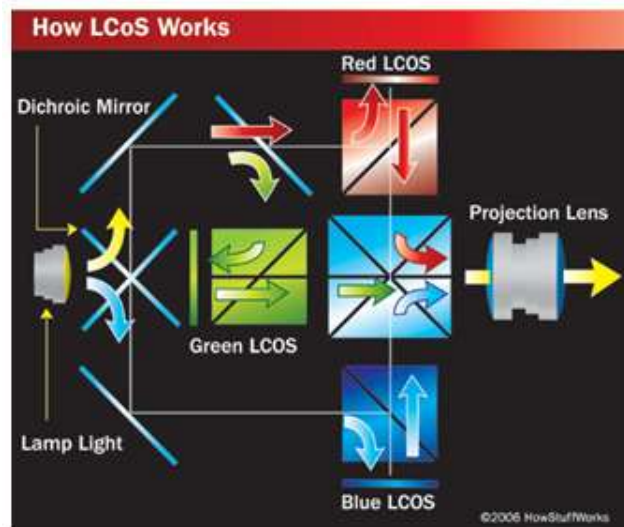 How LCoS Works
Red LCOS
Dichroic Mirror
Projection Lens
Green LCOS
Lamp Light
Blue LCOS
©2006 HowStuffWorks